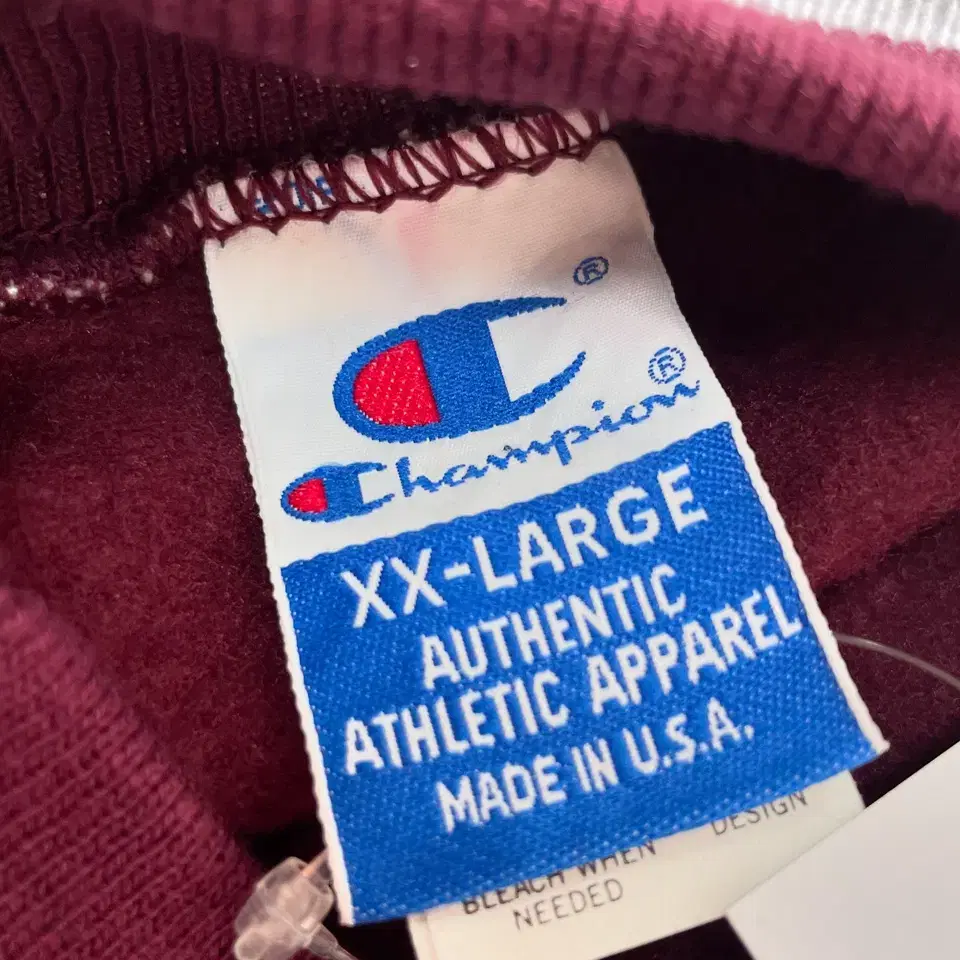 ®
Champion®
XX-LARGE
AUTHENTIC
ATHLETIC APPAREL
MADE IN U.S.A.
DESIGN
BLEACH WHEN
NEEDED